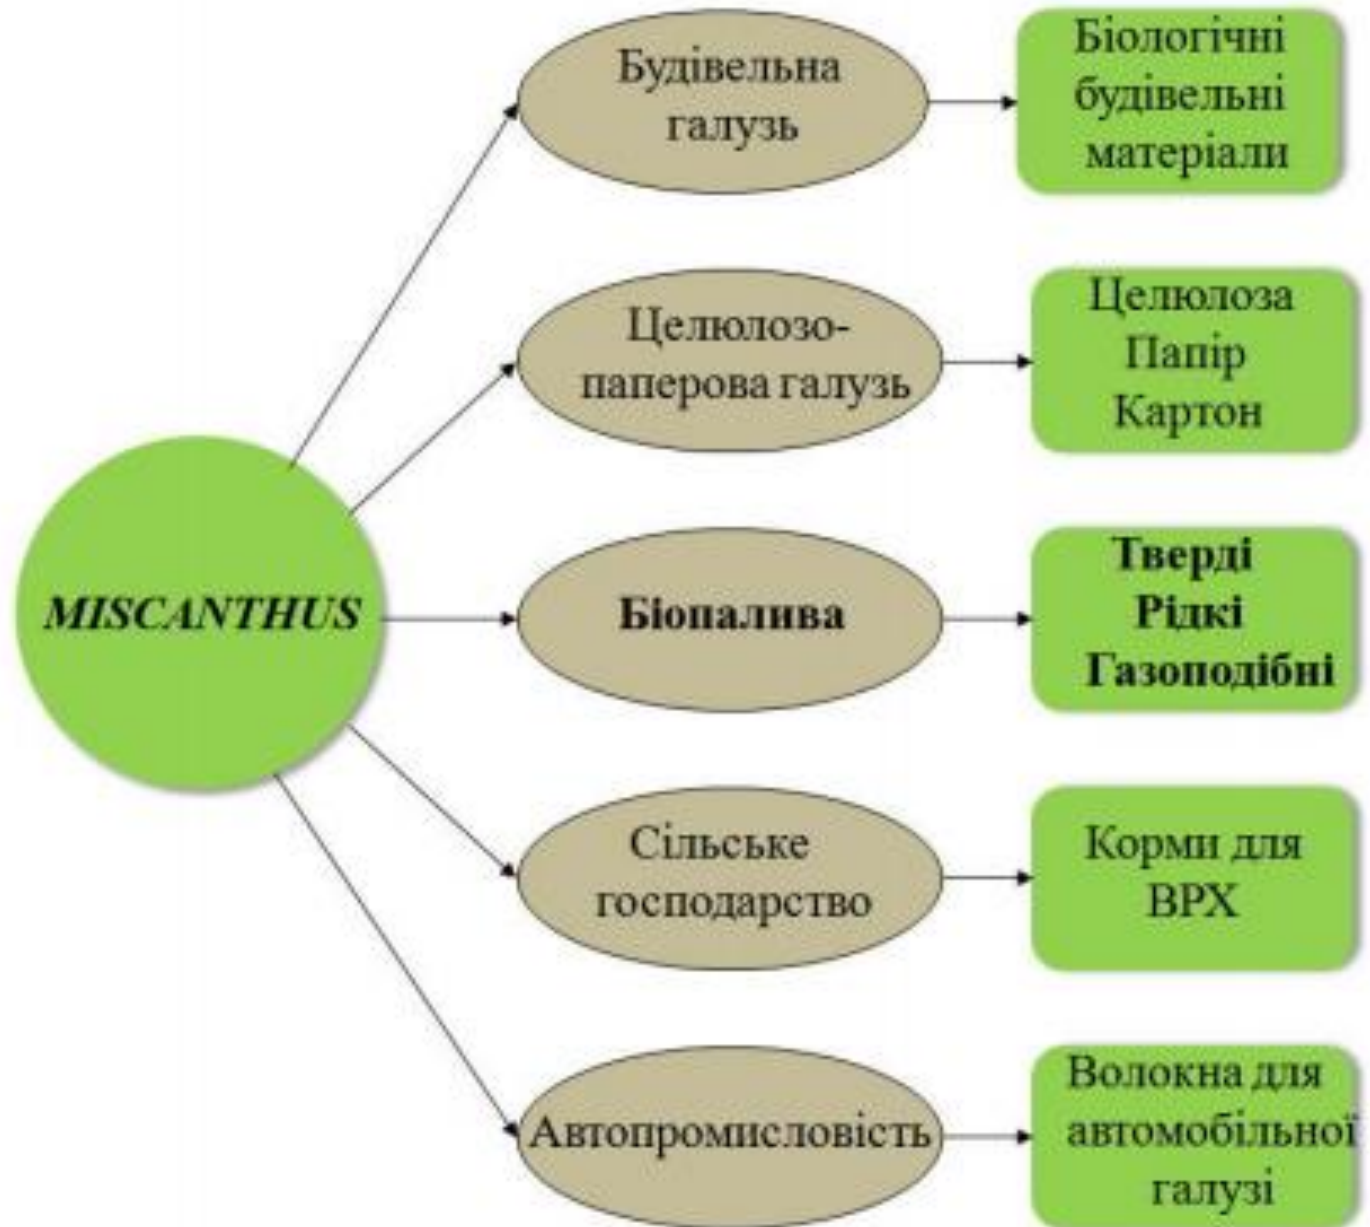 Будівельна
галузь
Біологічні
будівельні
матеріали
Целюлозо-
паперова галузь
Целюлоза
Папір
Картон
MISCANTHUS
Біопалива
Тверді
Рідкі
Газоподібні
Сільське
господарство
Корми для
ВРХ
Автопромисловість
Волокна для
автомобільної
галузі